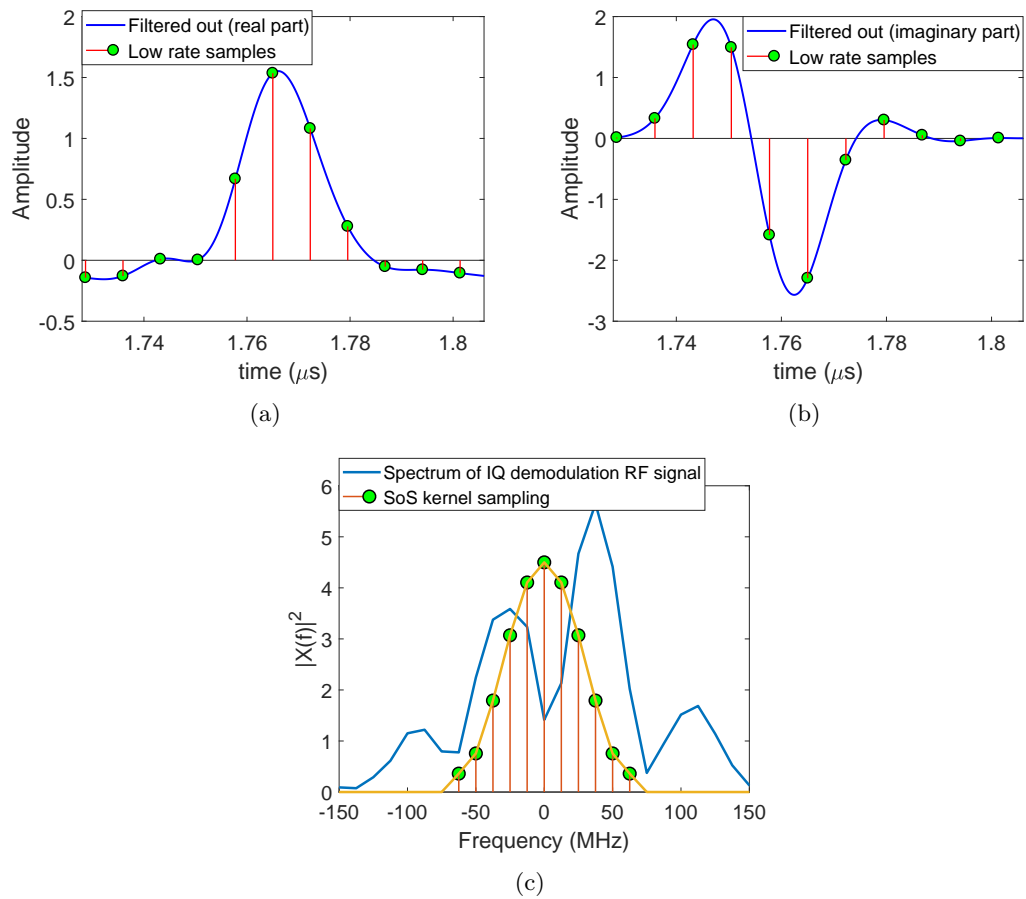 2
Filtered out (real part)
Low rate samples
1.5
1
0.5
0
-0.5
Amplitude
1.74 1.76 1.78 1.8
time (μs)
(a)
2
Filtered out (imaginary part)
Low rate samples
1
0
-1
-2
-3
Amplitude
1.74 1.76 1.78 1.8
time (μs)
(b)
Spectrum of IQ demodulation RF signal
SoS kernel sampling
6
5
4
3
2
1
0
|X(f)|²
-150 -100 -50 0 50 100 150
Frequency (MHz)
(c)